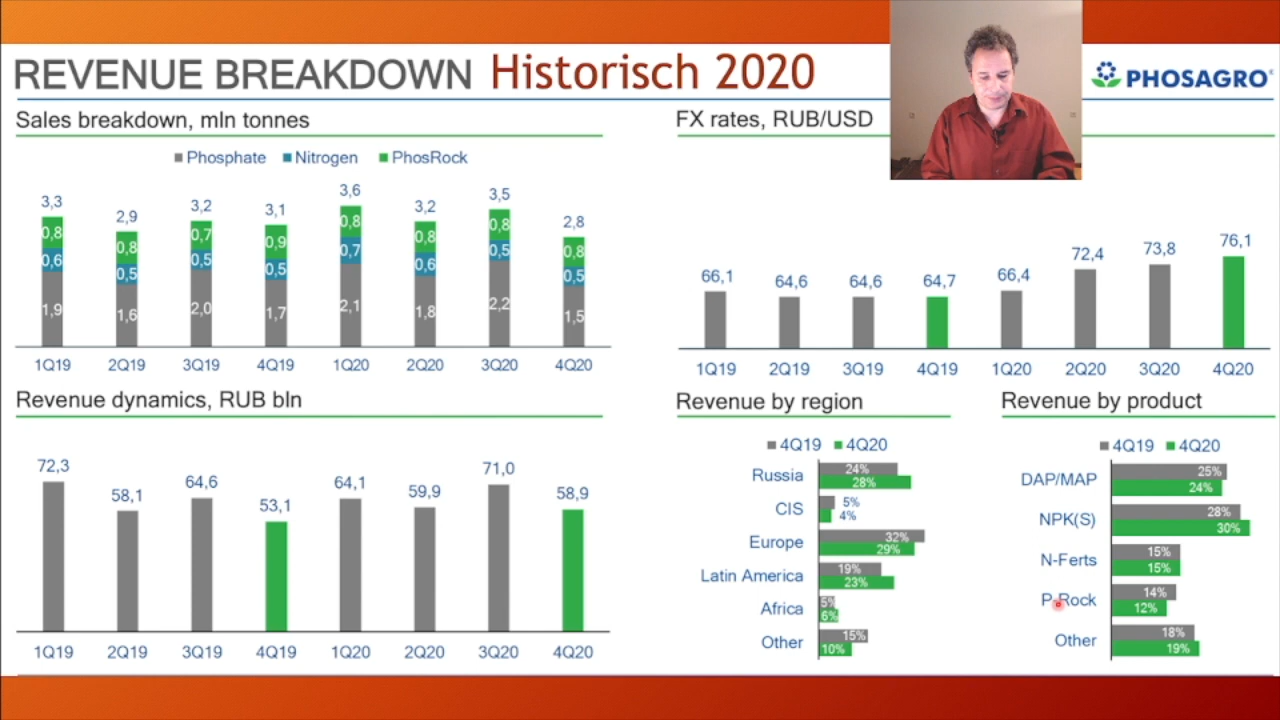 REVENUE BREAKDOWN Historisch 2020
PHOSAGRO
Sales breakdown, mln tonnes
Phosphate Nitrogen PhosRock
3,3 2,9 3,2 3,1 3,6 3,2 3,5 2,8
0,8 0,8 0,7 0,9 0,8 0,8 0,8 0,8
0,6 0,5 0,5 0,5 0,7 0,6 0,5 0,5
1,9 1,6 2,0 1,7 2,1 1,8 2,2 1,5
1Q19 2Q19 3Q19 4Q19 1Q20 2Q20 3Q20 4Q20
FX rates, RUB/USD
66,1 64,6 64,6 64,7 66,4 72,4 73,8 76,1
1Q19 2Q19 3Q19 4Q19 1Q20 2Q20 3Q20 4Q20
Revenue dynamics, RUB bln
72,3 58,1 64,6 53,1 64,1 59,9 71,0 58,9
1Q19 2Q19 3Q19 4Q19 1Q20 2Q20 3Q20 4Q20
Revenue by region
4Q19 4Q20
Russia 24%
28%
CIS 5%
4%
Europe 32%
29%
Latin America 19%
23%
Africa 5%
6%
Other 15%
10%
Revenue by product
4Q19 4Q20
DAP/MAP 25%
24%
NPK(S) 28%
30%
N-Ferts 15%
15%
P-Rock 14%
12%
Other 18%
19%